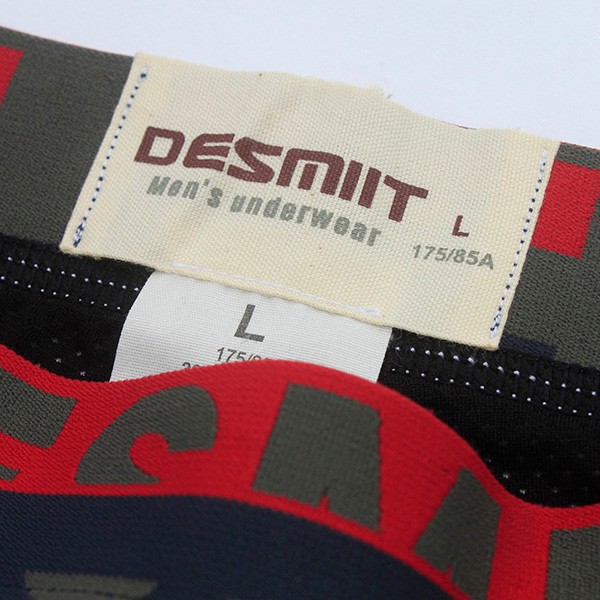 DESMIIT
Men's underwear
L
175/85A
L